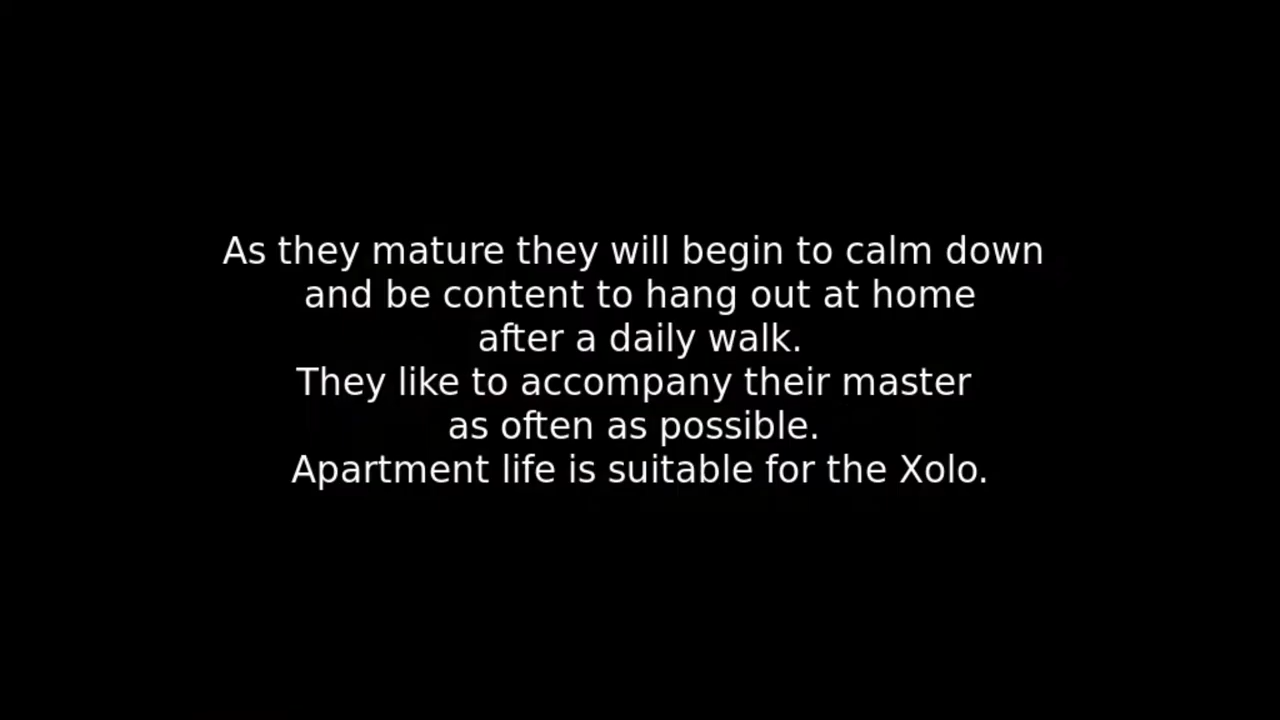 As they mature they will begin to calm down
and be content to hang out at home
after a daily walk.
They like to accompany their master
as often as possible.
Apartment life is suitable for the Xolo.